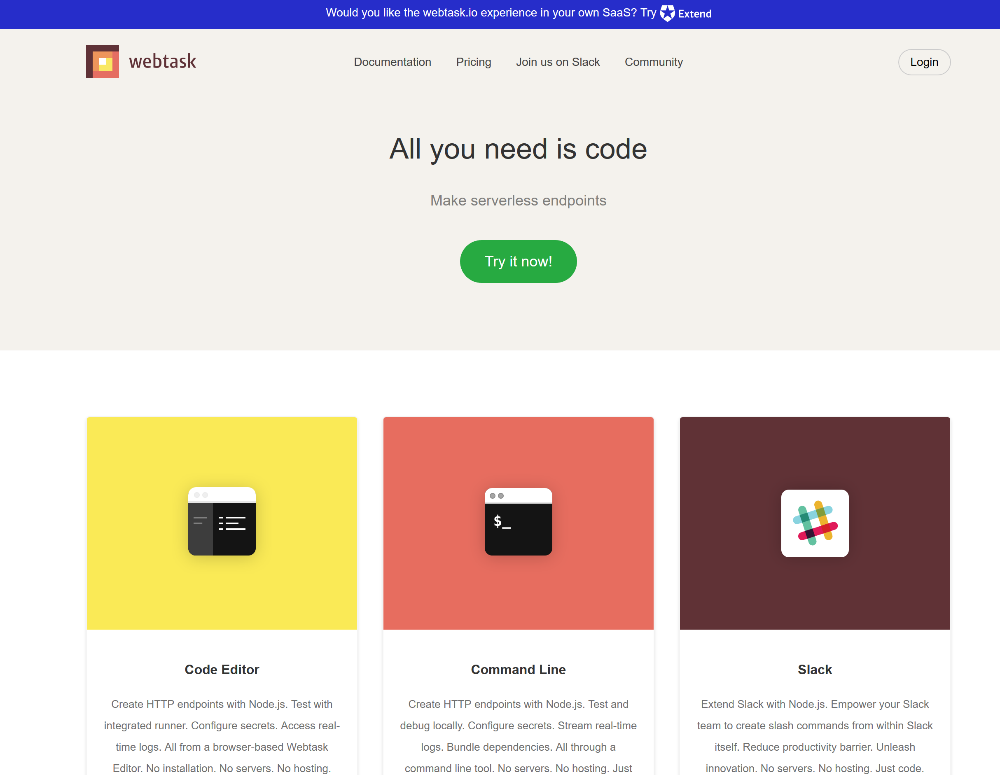 Would you like the webtask.io experience in your own SaaS? Try Extend
webtask
Documentation
Pricing
Join us on Slack
Community
Login
All you need is code
Make serverless endpoints
Try it now!
$_
Code Editor
Create HTTP endpoints with Node.js. Test with
integrated runner. Configure secrets. Access real-
time logs. All from a browser-based Webtask
Editor. No installation. No servers. No hosting.
Command Line
Create HTTP endpoints with Node.js. Test and
debug locally. Configure secrets. Stream real-time
logs. Bundle dependencies. All through a
command line tool. No servers. No hosting. Just
Slack
Extend Slack with Node.js. Empower your Slack
team to create slash commands from within Slack
itself. Reduce productivity barrier. Unleash
innovation. No servers. No hosting. Just code.